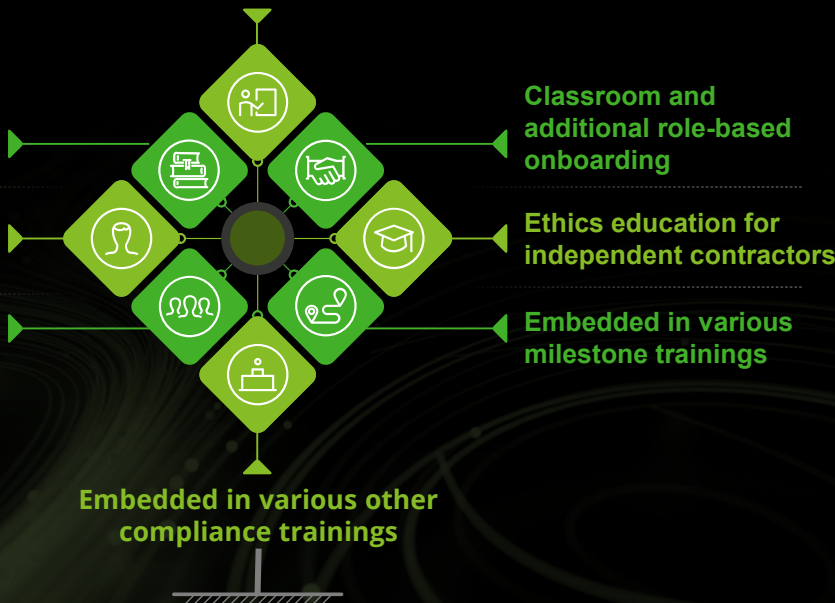 Classroom and
additional role-based
onboarding
Ethics education for
independent contractors
Embedded in various
milestone trainings
Embedded in various other
compliance trainings